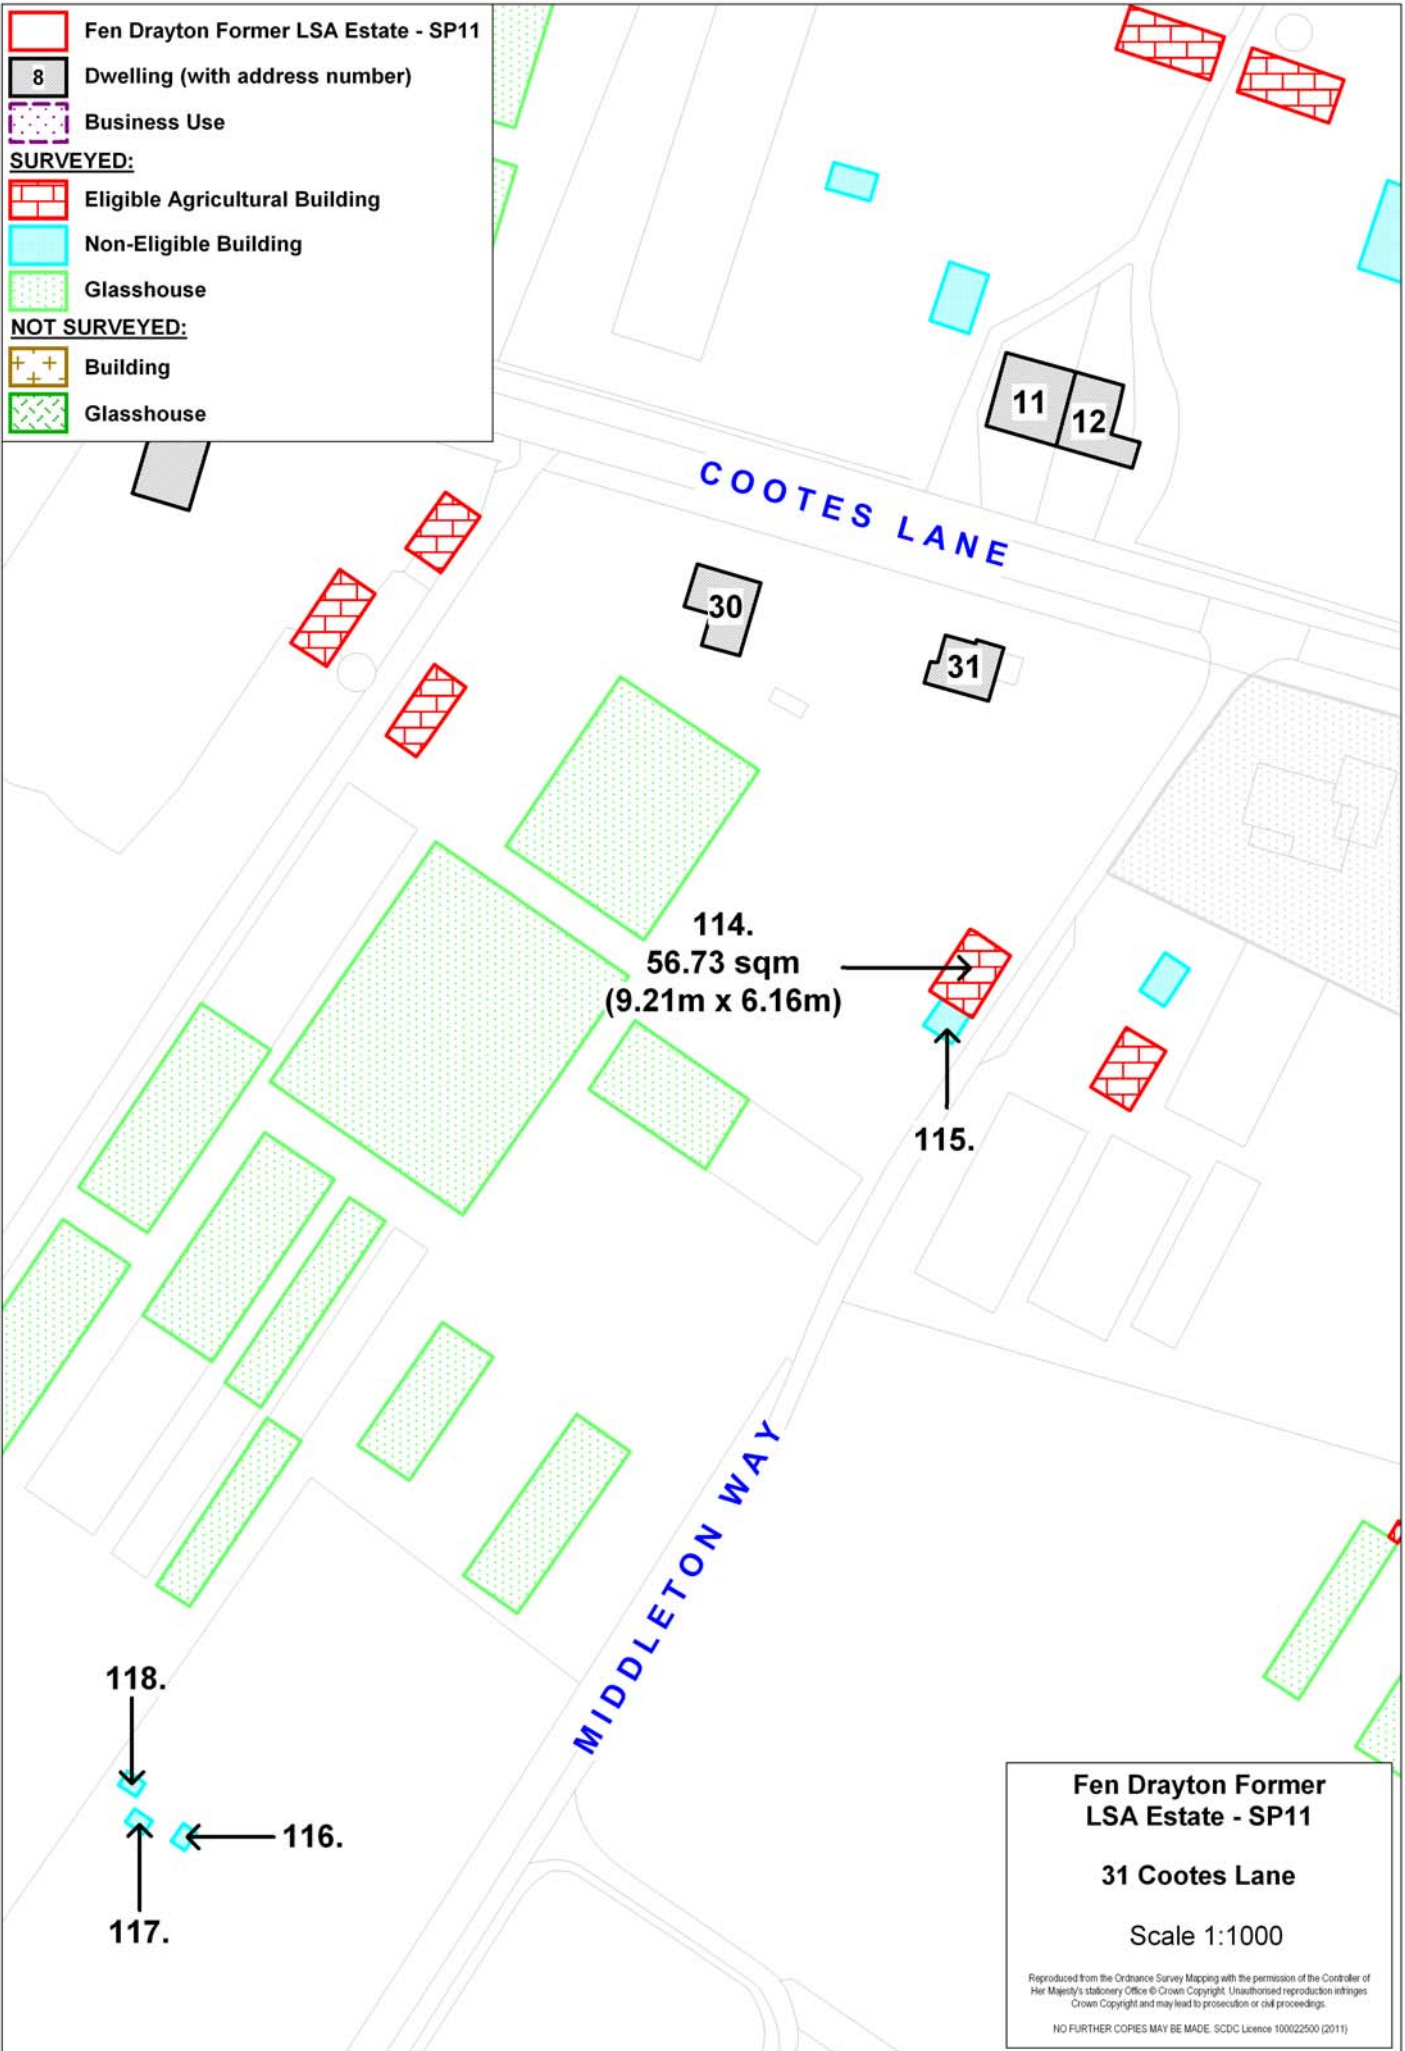 Fen Drayton Former LSA Estate - SP11
8
Dwelling (with address number)
Business Use
SURVEYED:
Eligible Agricultural Building
Non-Eligible Building
Glasshouse
NOT SURVEYED:
Building
Glasshouse
11
12
COOTES LANE
30
31
114.
56.73 sqm
(9.21m x 6.16m)
115.
MIDDLETON WAY
118.
116.
117.
Fen Drayton Former
LSA Estate - SP11
31 Cootes Lane
Scale 1:1000
Reproduced from the Ordnance Survey Mapping with the permission of the Controller of
Her Majesty's stationery Office © Crown Copyright. Unauthorised reproduction infringes
Crown Copyright and may lead to prosecution or civil proceedings.
NO FURTHER COPIES MAY BE MADE. SCDC Licence 100022500 (2011)